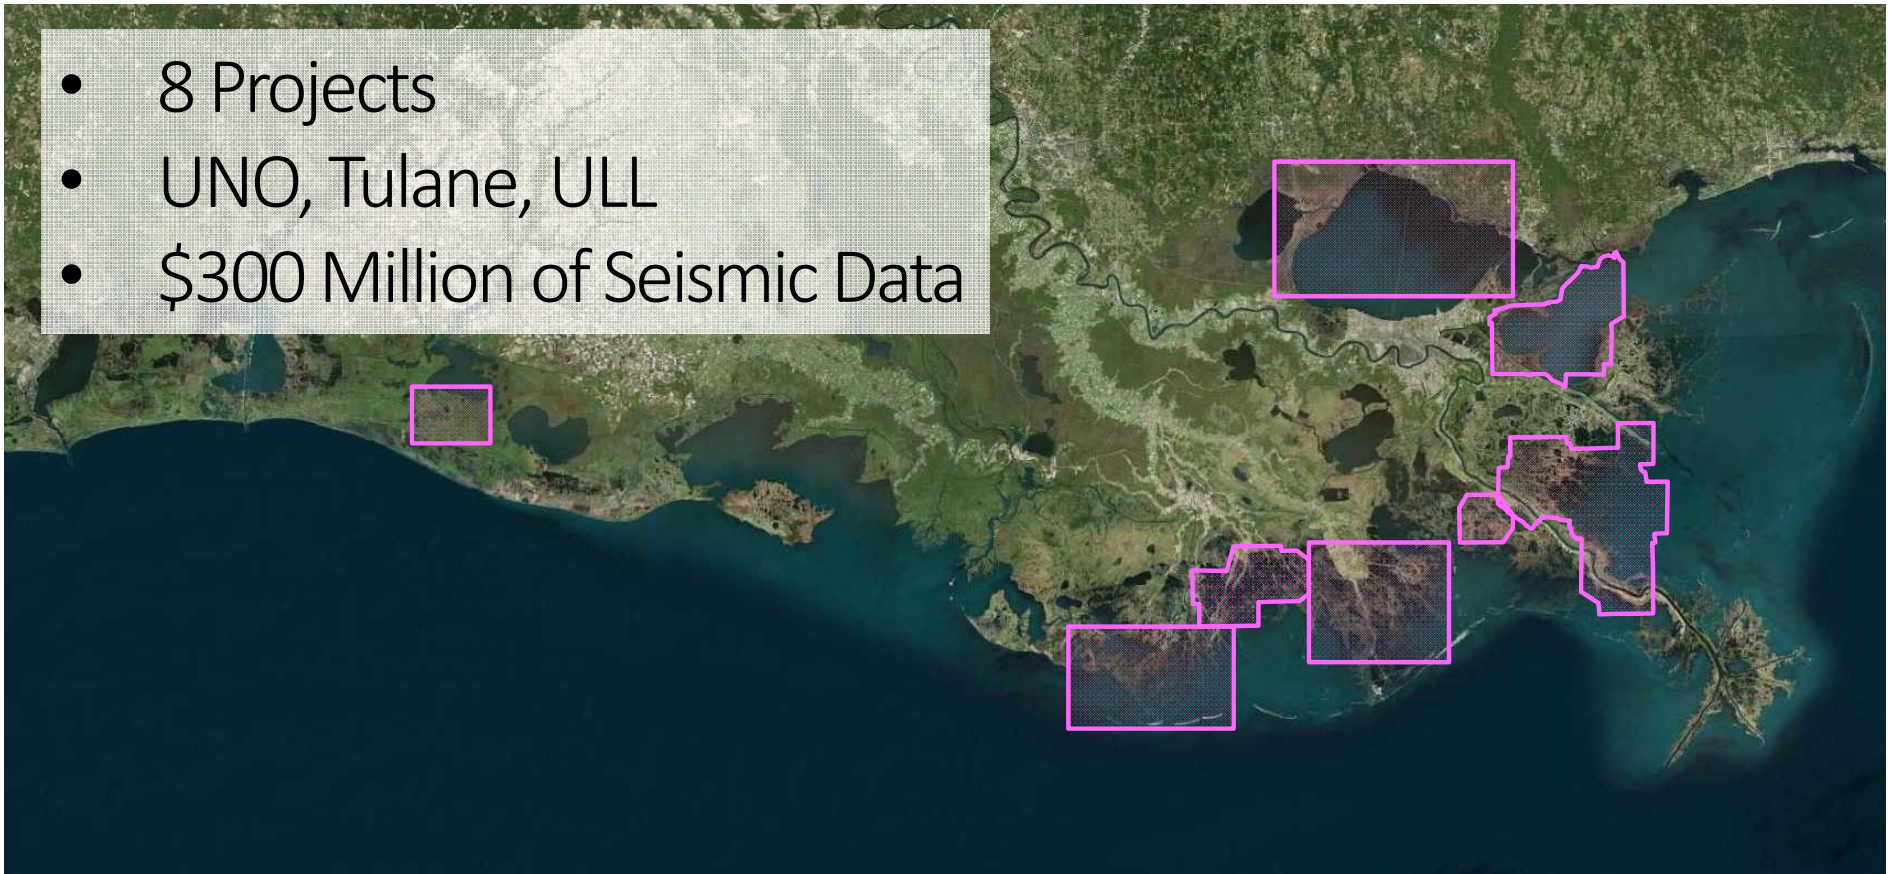 • 8 Projects
• UNO, Tulane, ULL
• $300 Million of Seismic Data